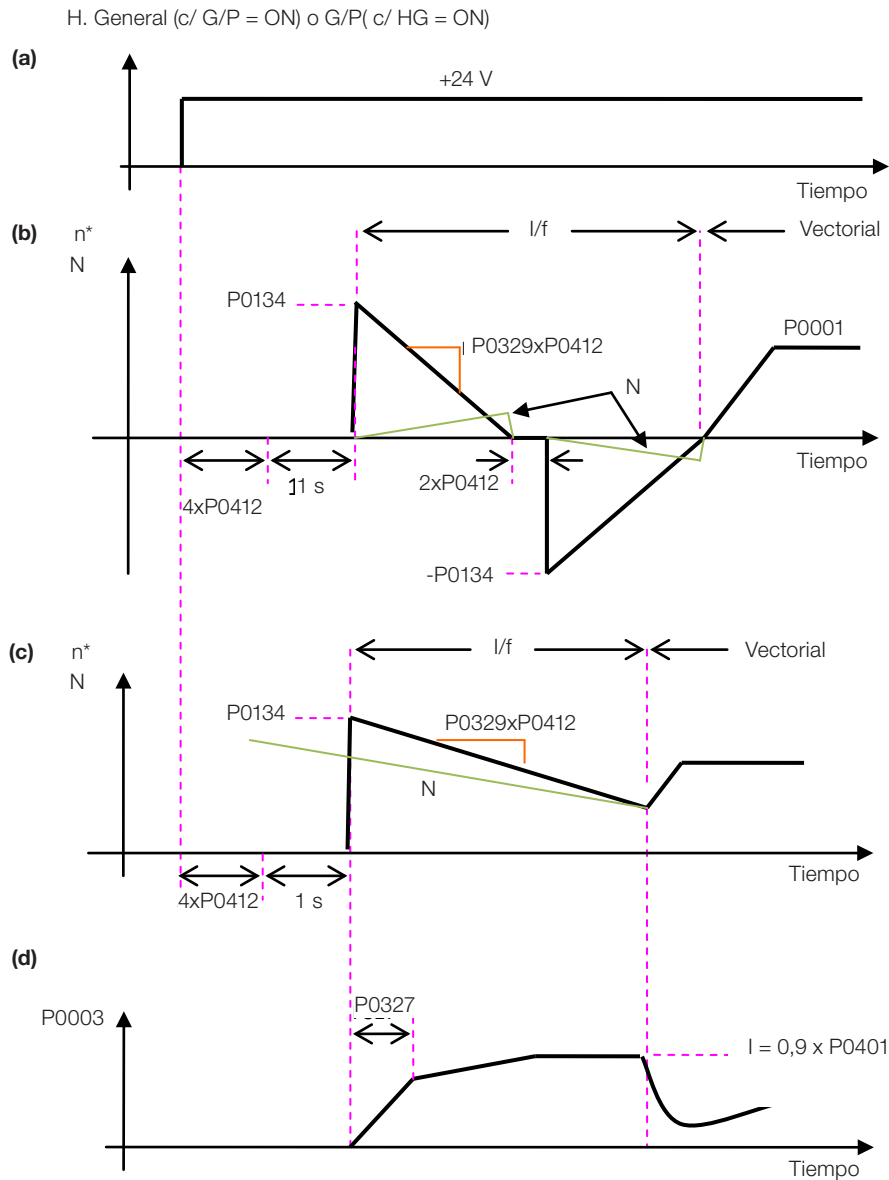 H. General (c/ G/P = ON) o G/P( c/ HG = ON)
(a)
+24 V
Tiempo
(b)
n*
N
I/f
Vectorial
P0134
P0329xP0412
P0001
N
Tiempo
4xP0412
1 s
2xP0412
-P0134
(c)
n*
N
I/f
Vectorial
P0134
P0329xP0412
N
Tiempo
4xP0412
1 s
(d)
P0327
P0003
I = 0,9 x P0401
Tiempo